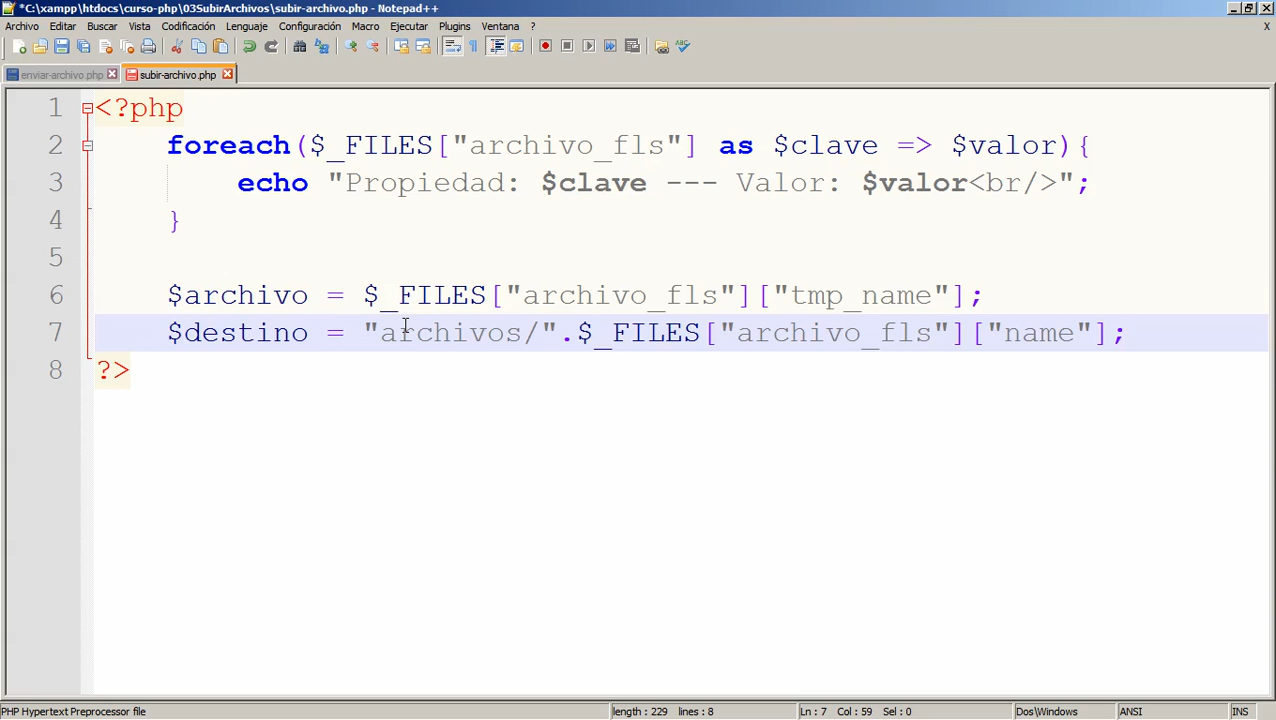 *C:\xampp\htdocs\curso-php\03SubirArchivos\subir-archivo.php - Notepad++
Archivo Editar Buscar Vista Codificación Lenguaje Configuración Macro Ejecutar Plugins Ventana ? X
enviar-archivo.php subir-archivo.php
1 <?php
2 foreach($_FILES["archivo_fls"] as $clave => $valor){
3 echo "Propiedad: $clave --- Valor: $valor<br/>";
4 }
5
6 $archivo = $_FILES["archivo_fls"]["tmp_name"];
7 $destino = "archivos/".$_FILES["archivo_fls"]["name"];
8 ?>
PHP Hypertext Preprocessor file length : 229 lines : 8 Ln : 7 Col : 59 Sel : 0 Dos\Windows ANSI INS